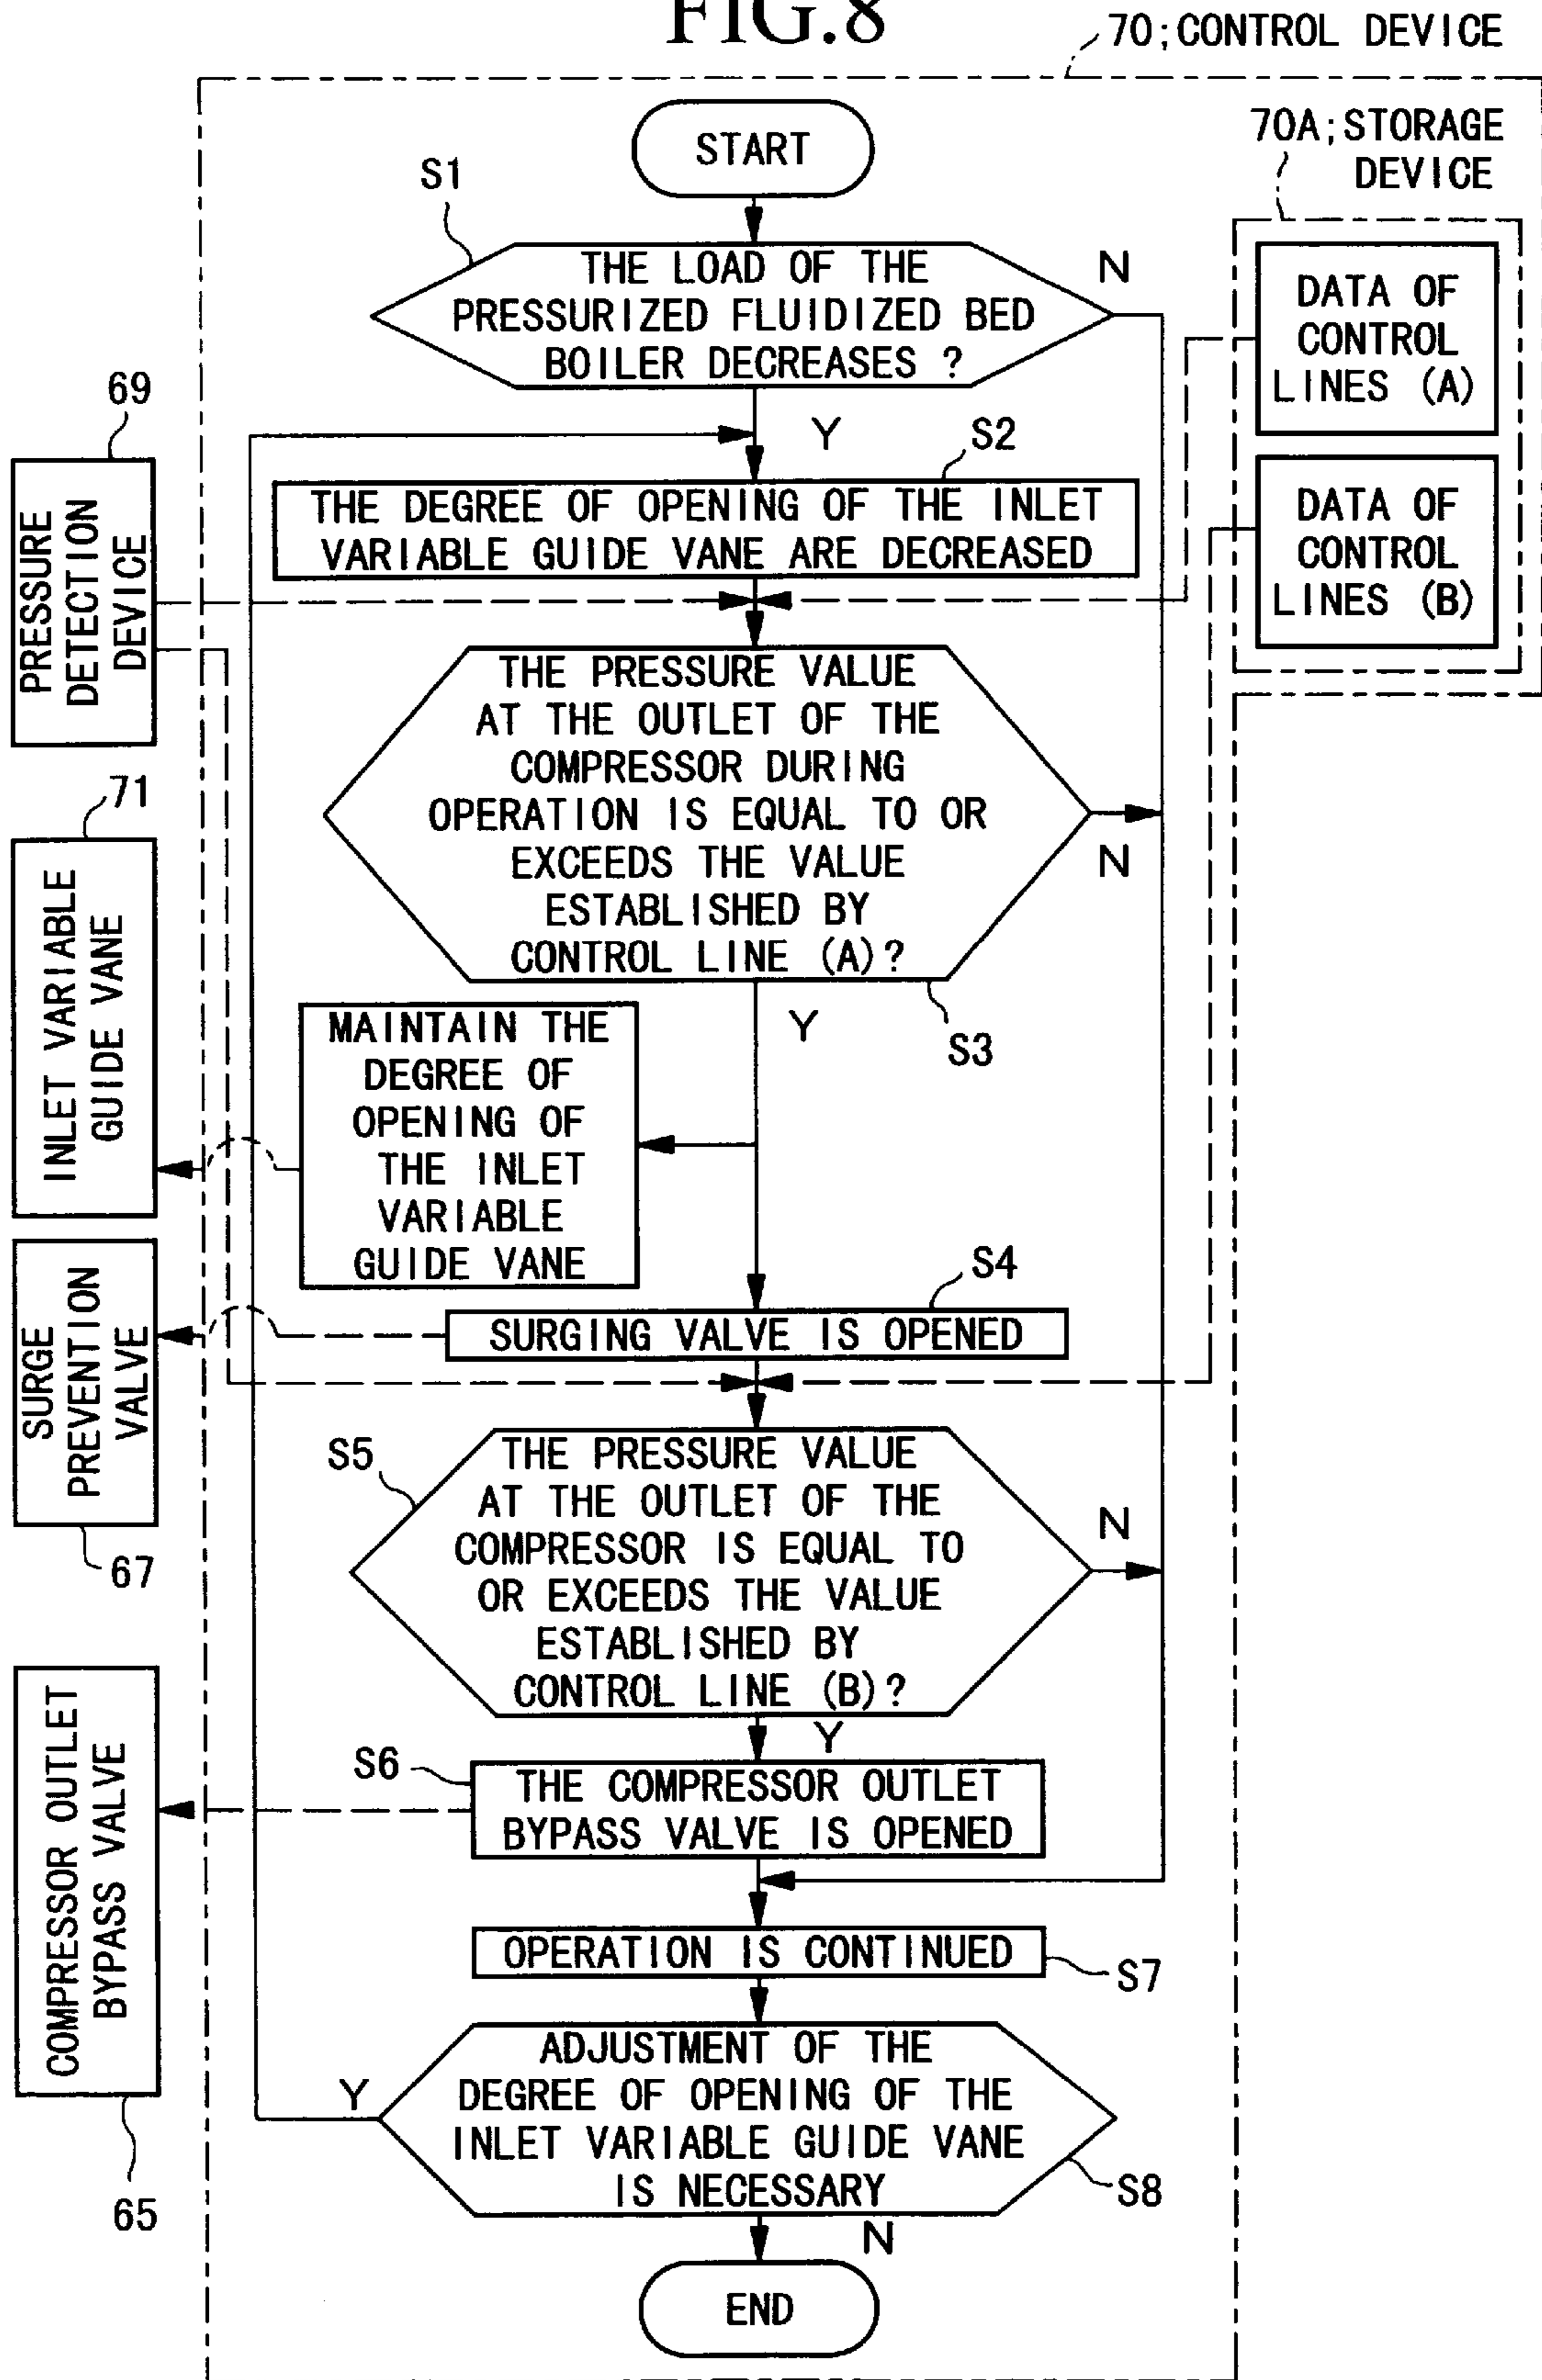 FIG.8
70;CONTROL DEVICE
70A;STORAGE
DEVICE
START
S1
THE LOAD OF THE
PRESSURIZED FLUIDIZED BED
BOILER DECREASES ?
N
Y
DATA OF
CONTROL
LINES (A)
DATA OF
CONTROL
LINES (B)
69
PRESSURE
DETECTION
DEVICE
S2
THE DEGREE OF OPENING OF THE INLET
VARIABLE GUIDE VANE ARE DECREASED
THE PRESSURE VALUE
AT THE OUTLET OF THE
COMPRESSOR DURING
OPERATION IS EQUAL TO OR
EXCEEDS THE VALUE
ESTABLISHED BY
CONTROL LINE (A)?
N
Y
S3
71
INLET VARIABLE
GUIDE VANE
MAINTAIN THE
DEGREE OF
OPENING OF
THE INLET
VARIABLE
GUIDE VANE
S4
SURGING VALVE IS OPENED
SURGE
PREVENTION
VALVE
67
S5
THE PRESSURE VALUE
AT THE OUTLET OF THE
COMPRESSOR IS EQUAL TO
OR EXCEEDS THE VALUE
ESTABLISHED BY
CONTROL LINE (B)?
N
Y
S6
THE COMPRESSOR OUTLET
BYPASS VALVE IS OPENED
COMPRESSOR OUTLET
BYPASS VALVE
65
OPERATION IS CONTINUED
S7
ADJUSTMENT OF THE
DEGREE OF OPENING OF THE
INLET VARIABLE GUIDE VANE
IS NECESSARY
Y
S8
N
END